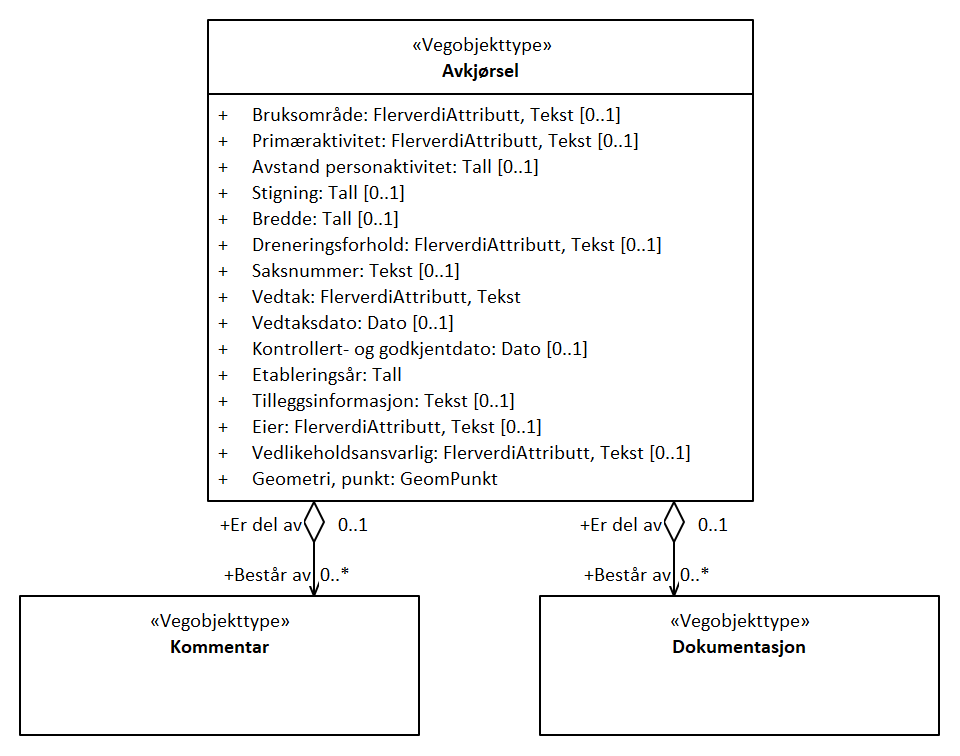 «Vegobjekttype»
Avkjørsel
+ Bruksområde: FlerverdiAttributt, Tekst [0..1]
+ Primæraktivitet: FlerverdiAttributt, Tekst [0..1]
+ Avstand personaktivitet: Tall [0..1]
+ Stigning: Tall [0..1]
+ Bredde: Tall [0..1]
+ Dreneringsforhold: FlerverdiAttributt, Tekst [0..1]
+ Saksnummer: Tekst [0..1]
+ Vedtak: FlerverdiAttributt, Tekst
+ Vedtaksdato: Dato [0..1]
+ Kontrollert- og godkjentdato: Dato [0..1]
+ Etableringsår: Tall
+ Tilleggsinformasjon: Tekst [0..1]
+ Eier: FlerverdiAttributt, Tekst [0..1]
+ Vedlikeholdsansvarlig: FlerverdiAttributt, Tekst [0..1]
+ Geometri, punkt: GeomPunkt
+Er del av 0..1
+Er del av 0..1
+Består av 0..*
+Består av 0..*
«Vegobjekttype»
Kommentar
«Vegobjekttype»
Dokumentasjon